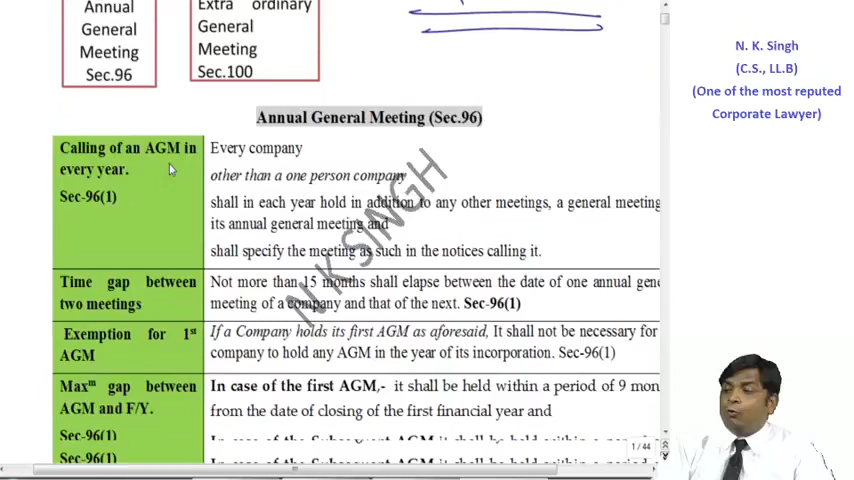 Annual
General
Meeting
Sec.96
Extra ordinary
General
Meeting
Sec.100
N. K. Singh
(C.S., LL.B)
(One of the most reputed
Corporate Lawyer)
Annual General Meeting (Sec.96)
Calling of an AGM in
every year.
Sec-96(1)
Every company
other than a one person company
shall in each year hold in addition to any other meetings, a general meeting
its annual general meeting and
shall specify the meeting as such in the notices calling it.
Time gap between
two meetings
Not more than 15 months shall elapse between the date of one annual gene
meeting of a company and that of the next. Sec-96(1)
Exemption for 1st
AGM
If a Company holds its first AGM as aforesaid, It shall not be necessary for
company to hold any AGM in the year of its incorporation. Sec-96(1)
Maxm gap between
AGM and F/Y.
Sec-96(1)
Sec-96(1)
In case of the first AGM,- it shall be held within a period of 9 mon
from the date of closing of the first financial year and
N K SINGH
1 / 44